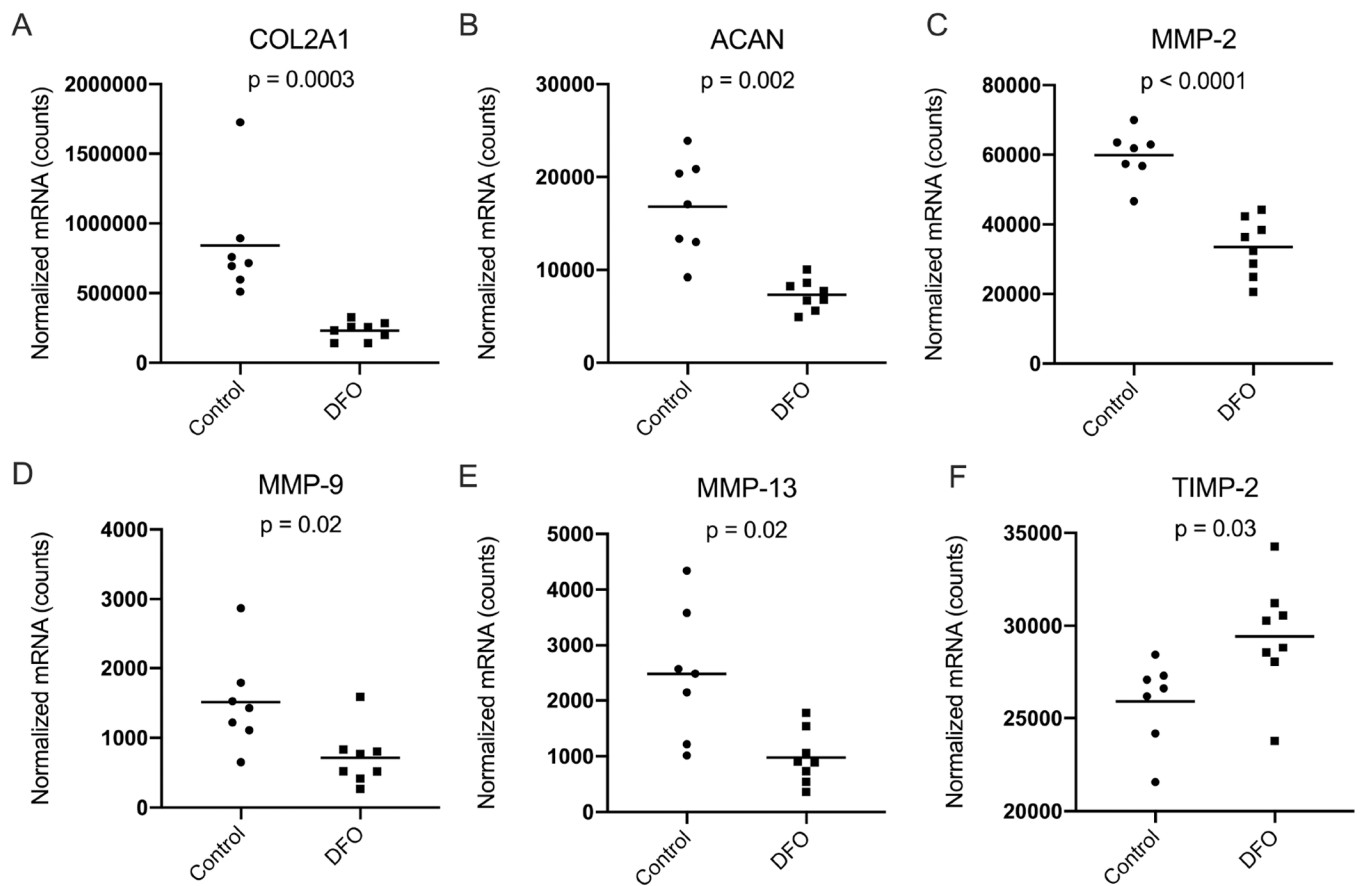 A
COL2A1
p = 0.0003
Normalized mRNA (counts)
2000000
1500000
1000000
500000
0
Control
DFO
B
ACAN
p = 0.002
Normalized mRNA (counts)
30000
20000
10000
0
Control
DFO
C
MMP-2
p < 0.0001
Normalized mRNA (counts)
80000
60000
40000
20000
0
Control
DFO
D
MMP-9
p = 0.02
Normalized mRNA (counts)
4000
3000
2000
1000
0
Control
DFO
E
MMP-13
p = 0.02
Normalized mRNA (counts)
5000
4000
3000
2000
1000
0
Control
DFO
F
TIMP-2
p = 0.03
Normalized mRNA (counts)
35000
30000
25000
20000
Control
DFO